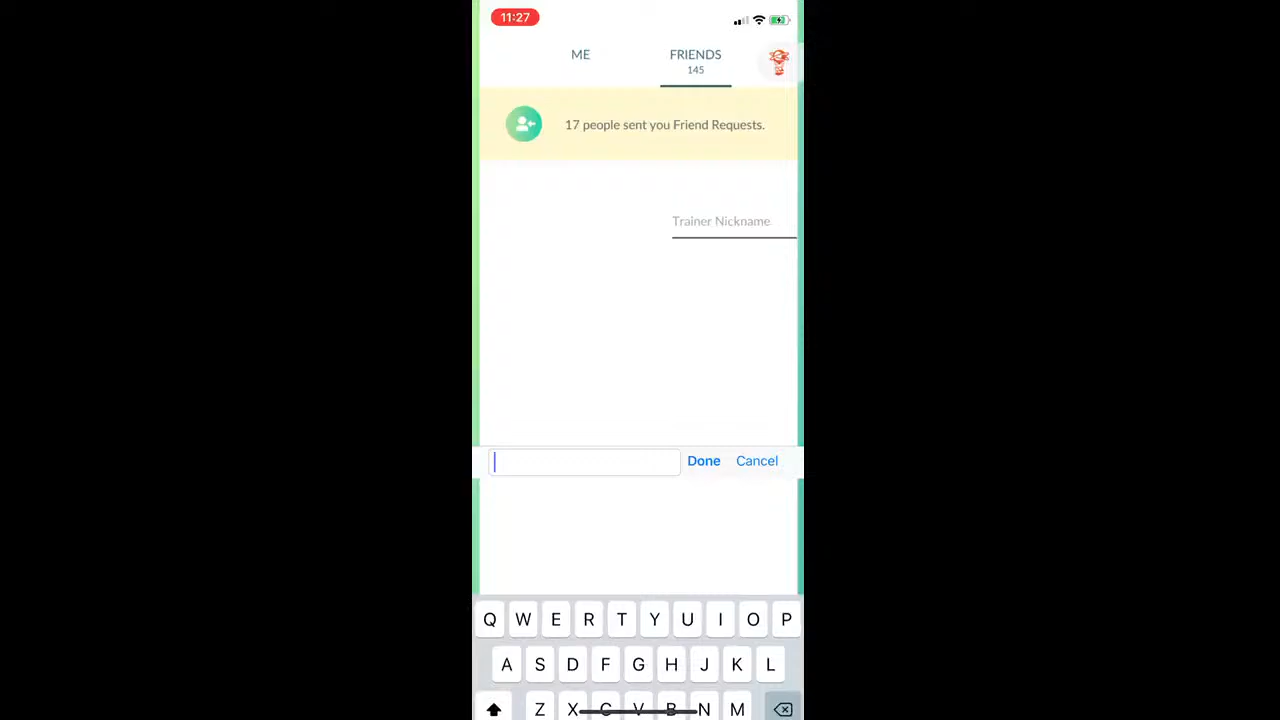 11:27
ME
FRIENDS
145
17 people sent you Friend Requests.
Trainer Nickname
Done Cancel
Q W E R T Y U I O P
A S D F G H J K L
Z X C V B N M